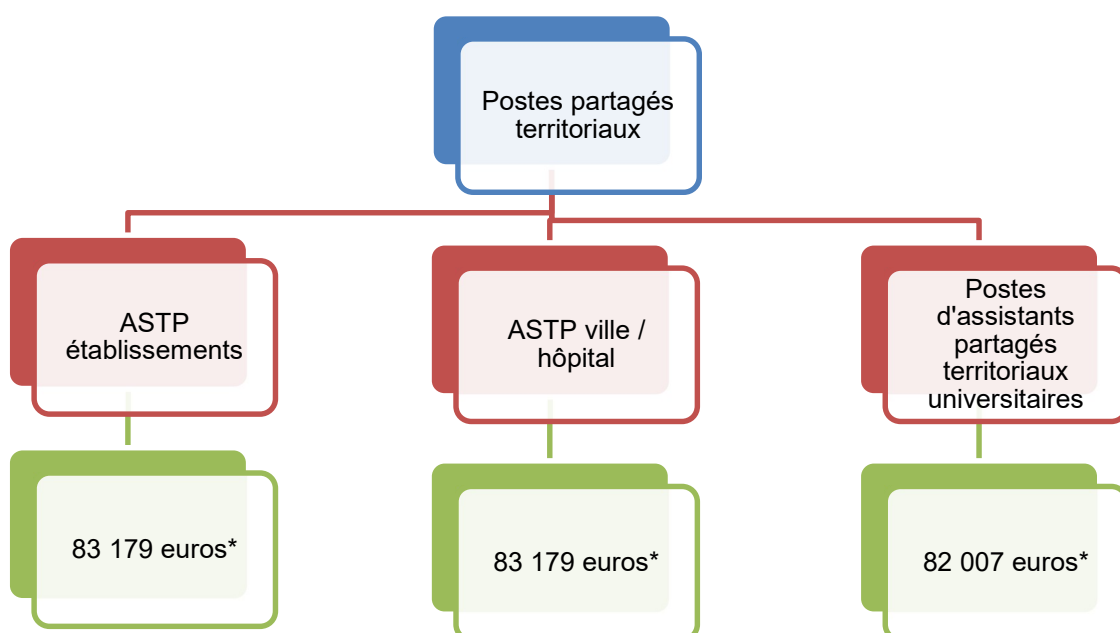 Postes partagés
territoriaux
ASTP
établissements
ASTP ville /
hôpital
Postes
d'assistants
partagés
territoriaux
universitaires
83 179 euros*
83 179 euros*
82 007 euros*